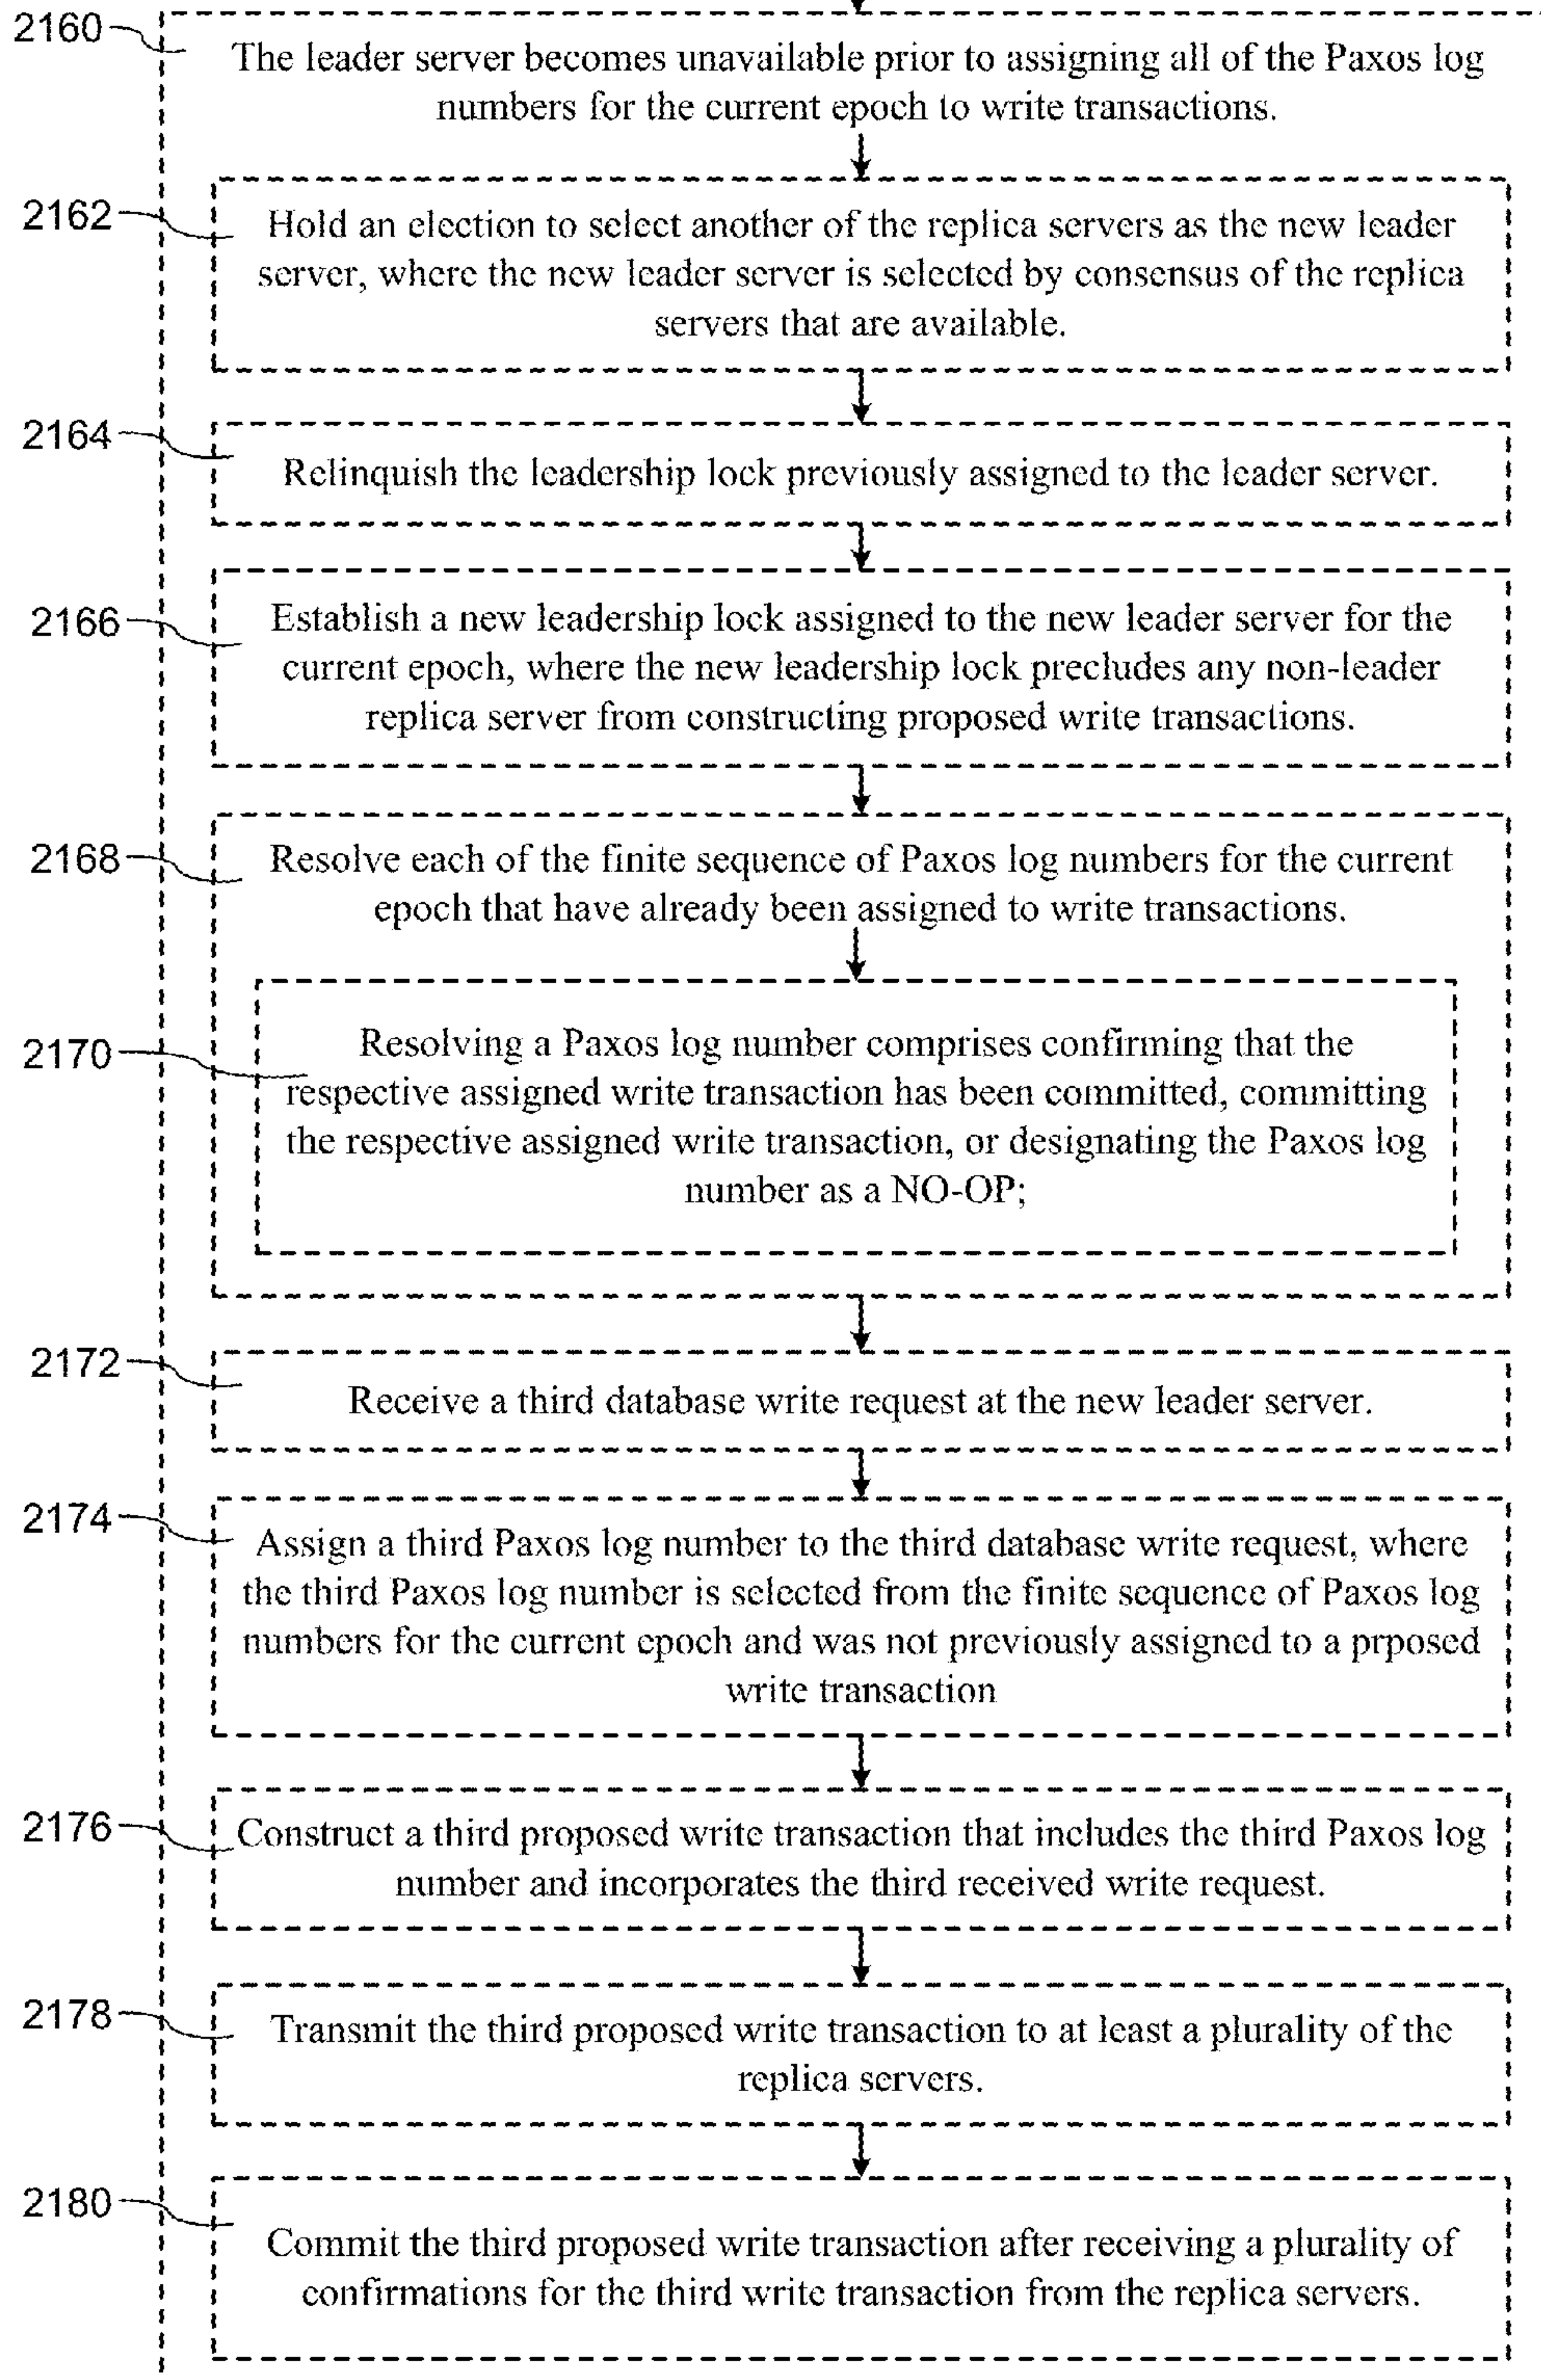 2160
The leader server becomes unavailable prior to assigning all of the Paxos log
numbers for the current epoch to write transactions.
2162
Hold an election to select another of the replica servers as the new leader
server, where the new leader server is selected by consensus of the replica
servers that are available.
2164
Relinquish the leadership lock previously assigned to the leader server.
2166
Establish a new leadership lock assigned to the new leader server for the
current epoch, where the new leadership lock precludes any non-leader
replica server from constructing proposed write transactions.
2168
Resolve each of the finite sequence of Paxos log numbers for the current
epoch that have already been assigned to write transactions.
2170
Resolving a Paxos log number comprises confirming that the
respective assigned write transaction has been committed, committing
the respective assigned write transaction, or designating the Paxos log
number as a NO-OP;
2172
Receive a third database write request at the new leader server.
2174
Assign a third Paxos log number to the third database write request, where
the third Paxos log number is selected from the finite sequence of Paxos log
numbers for the current epoch and was not previously assigned to a prposed
write transaction
2176
Construct a third proposed write transaction that includes the third Paxos log
number and incorporates the third received write request.
2178
Transmit the third proposed write transaction to at least a plurality of the
replica servers.
2180
Commit the third proposed write transaction after receiving a plurality of
confirmations for the third write transaction from the replica servers.